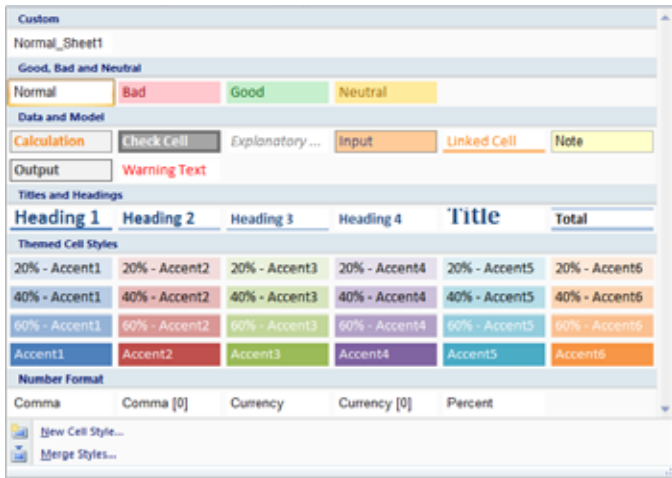 Custom
Normal_Sheet1
Good, Bad and Neutral
Normal Bad Good Neutral
Data and Model
Calculation Check Cell Explanatory ... Input Linked Cell Note
Output Warning Text
Titles and Headings
Heading 1 Heading 2 Heading 3 Heading 4 Title Total
Themed Cell Styles
20% - Accent1 20% - Accent2 20% - Accent3 20% - Accent4 20% - Accent5 20% - Accent6
40% - Accent1 40% - Accent2 40% - Accent3 40% - Accent4 40% - Accent5 40% - Accent6
60% - Accent1 60% - Accent2 60% - Accent3 60% - Accent4 60% - Accent5 60% - Accent6
Accent1 Accent2 Accent3 Accent4 Accent5 Accent6
Number Format
Comma Comma [0] Currency Currency [0] Percent
New Cell Style...
Merge Styles...